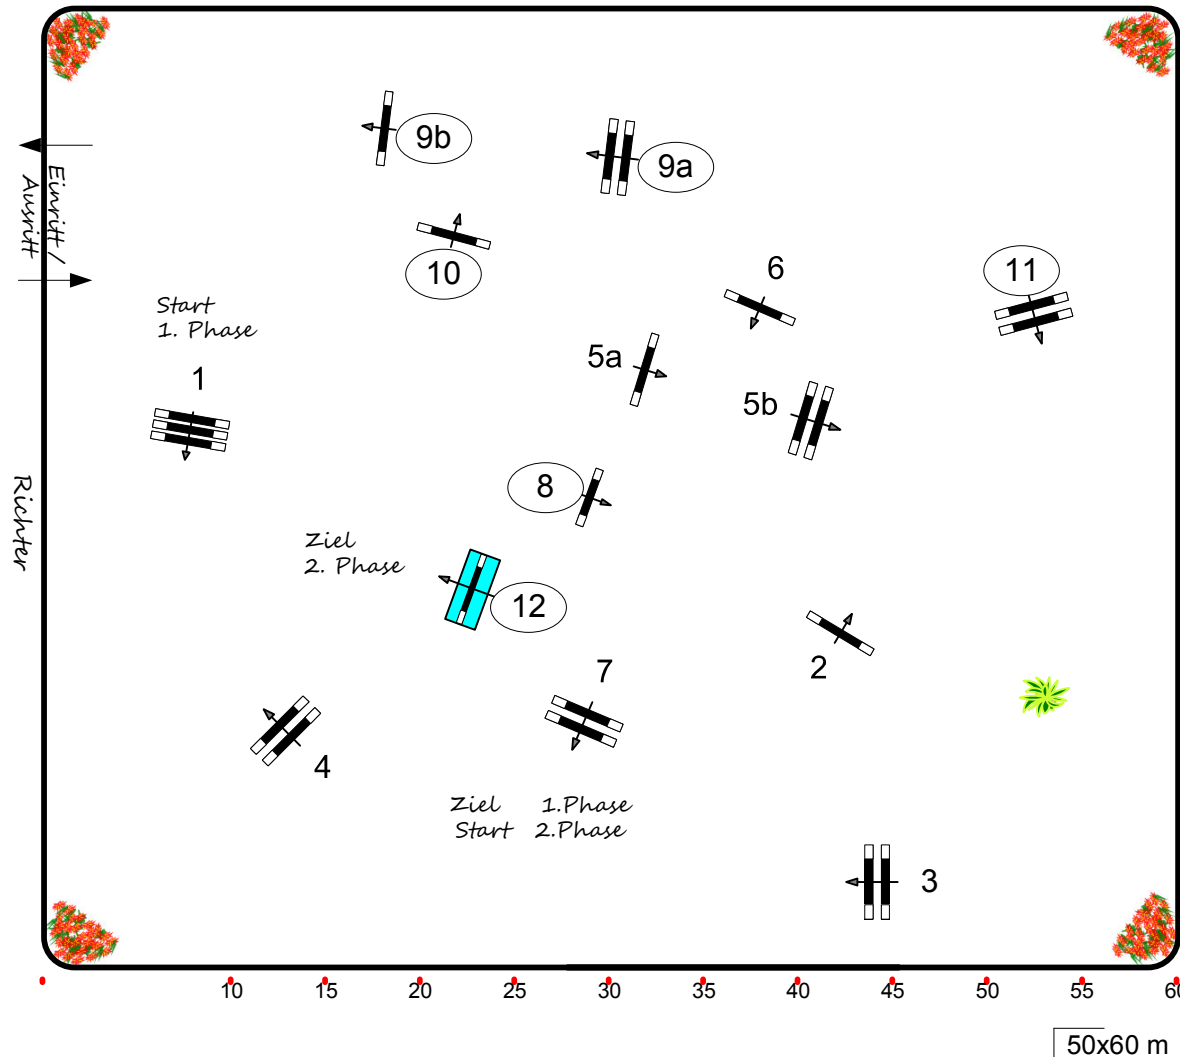 9b
9a
Einritt /
Ausritt
10
11
6
Start
1. Phase
5a
1
5b
8
Richter
Ziel
2. Phase
12
7
2
4
Ziel 1.Phase
Start 2.Phase
3
10 15 20 25 30 35 40 45 50 55 60
50x60 m